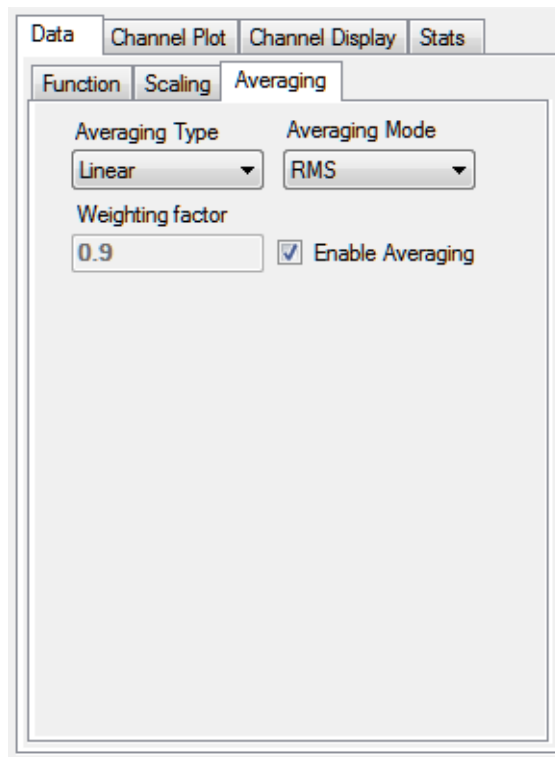 Data Channel Plot Channel Display Stats
Function Scaling Averaging
Averaging Type Averaging Mode
Linear RMS
Weighting factor
0.9 Enable Averaging